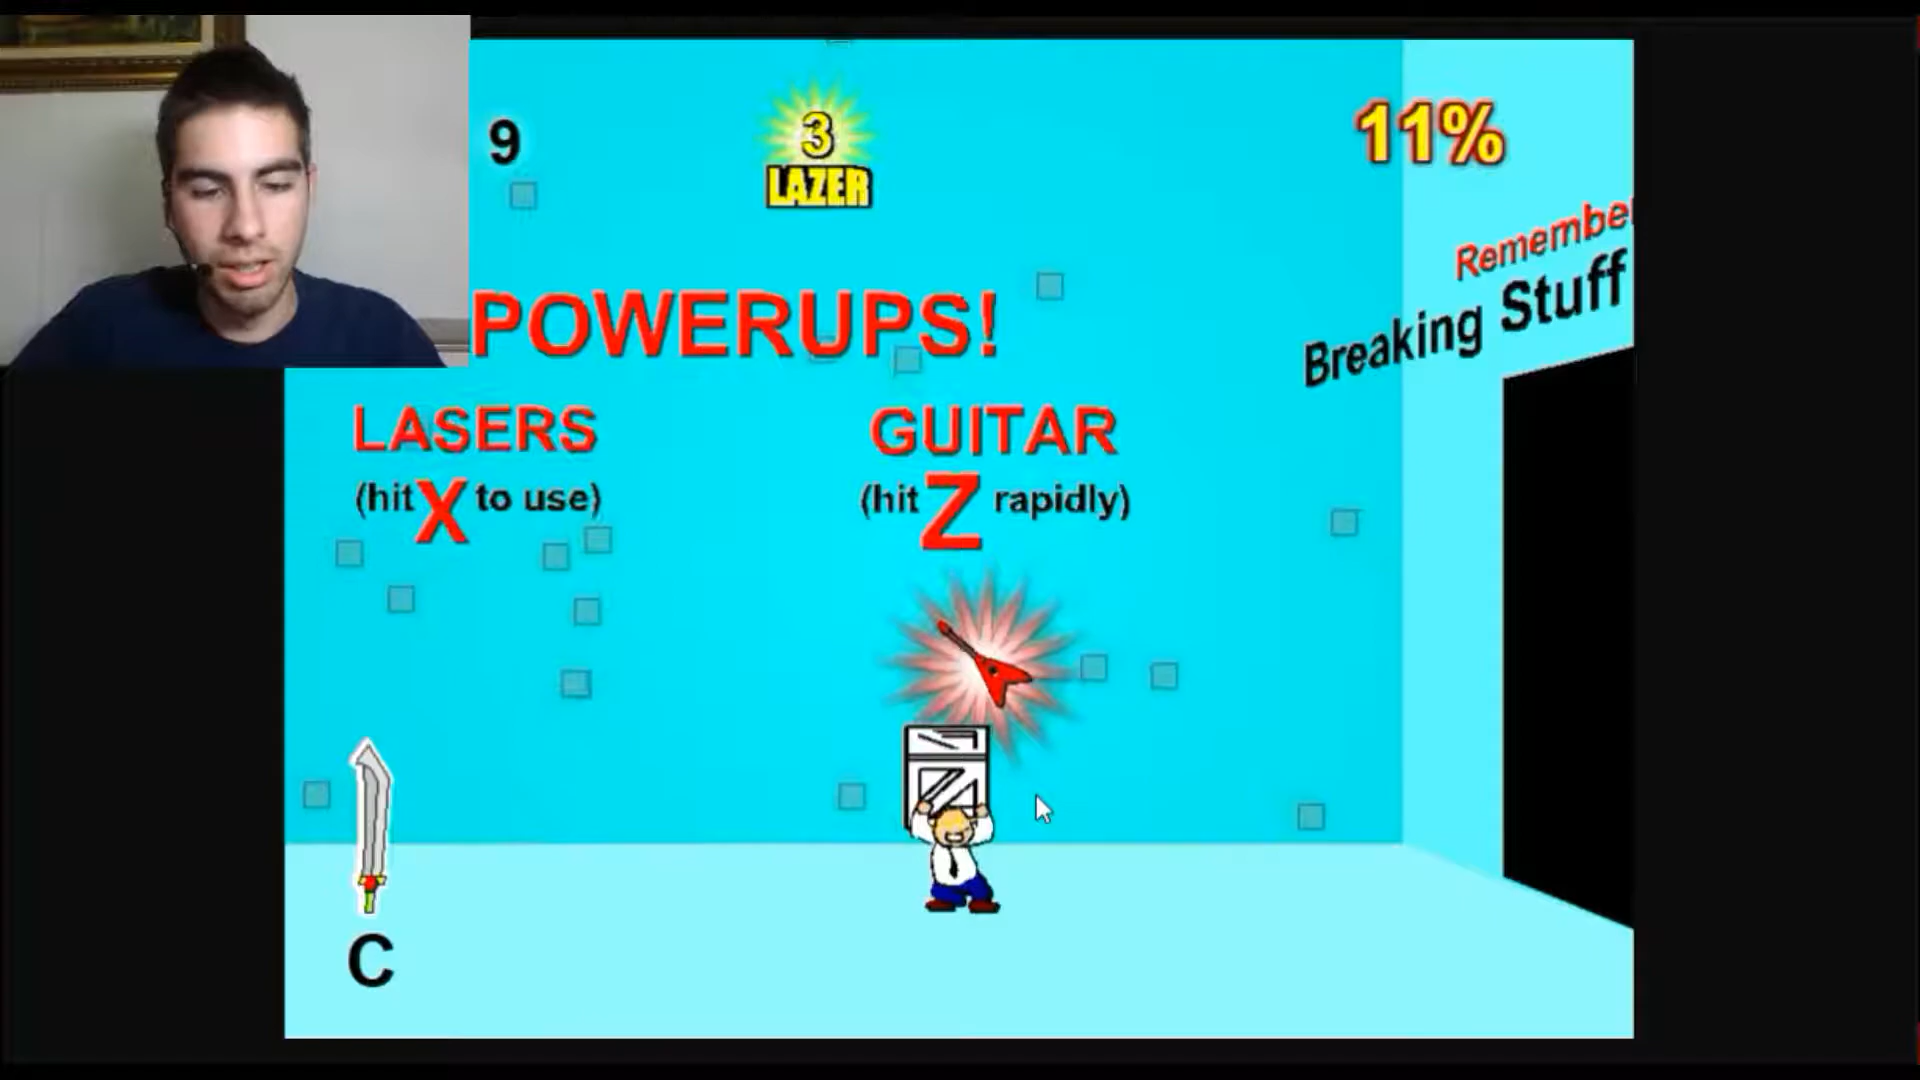 9
3
LAZER
11%
Remember
Breaking Stuff
POWERUPS!
LASERS
(hit X to use)
GUITAR
(hit Z rapidly)
C